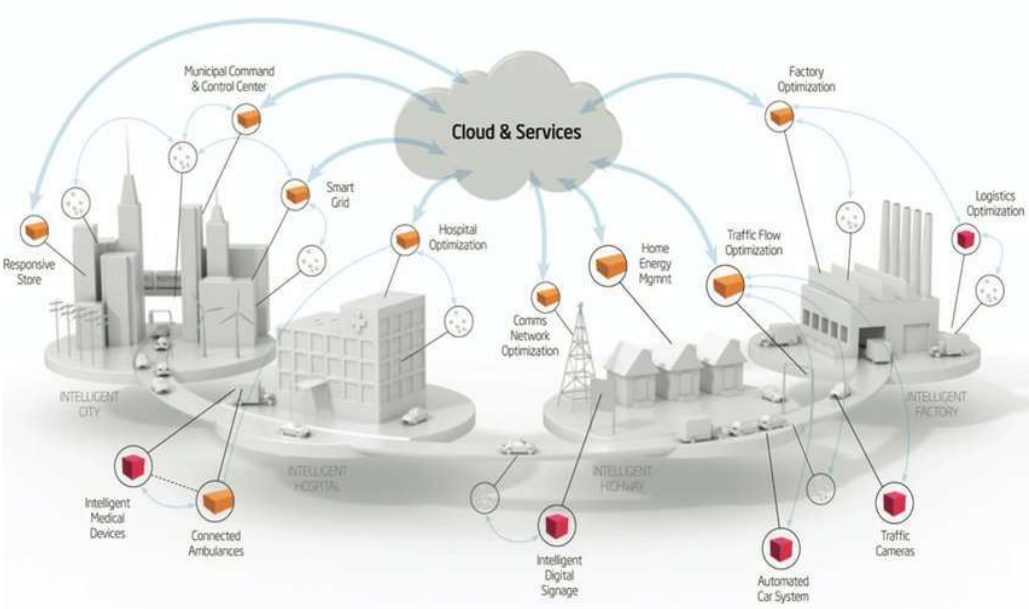 Municipal Command
& Control Center
Cloud & Services
Factory
Optimization
Smart
Grid
Hospital
Optimization
Logistics
Optimization
Responsive
Store
Home
Energy
Mgmnt
Traffic Flow
Optimization
Comms
Network
Optimization
INTELLIGENT
CITY
INTELLIGENT
HOSPITAL
INTELLIGENT
HIGHWAY
INTELLIGENT
FACTORY
Intelligent
Medical
Devices
Connected
Ambulances
Intelligent
Digital
Signage
Automated
Car System
Traffic
Cameras